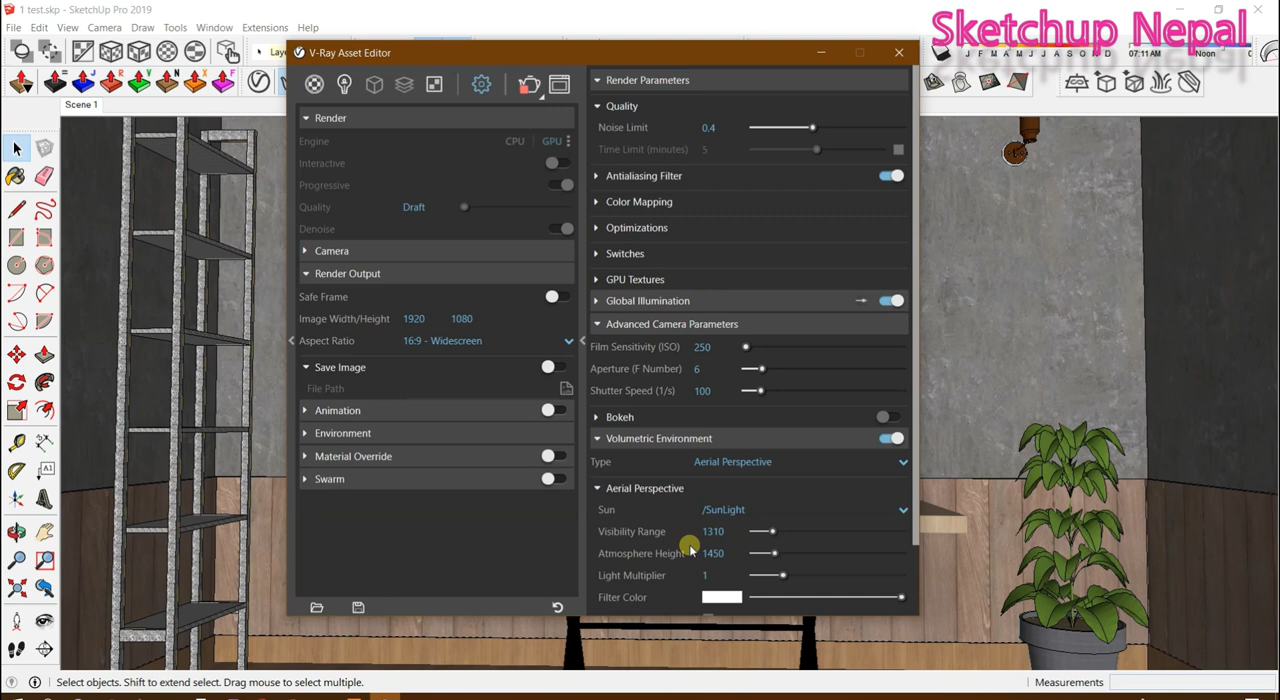 1 test.skp - SketchUp Pro 2019
Sketchup Nepal
File Edit View Camera Draw Tools Window Extensions Help
V-Ray Asset Editor
J F M A M J J A S O N D 07:11 AM Noon
Scene 1
Render
Engine CPU GPU
Interactive
Progressive
Quality Draft
Denoise
Camera
Render Output
Safe Frame
Image Width/Height 1920 1080
Aspect Ratio 16:9 - Widescreen
Save Image
File Path
Animation
Environment
Material Override
Swarm
Render Parameters
Quality
Noise Limit 0.4
Time Limit (minutes) 5
Antialiasing Filter
Color Mapping
Optimizations
Switches
GPU Textures
Global Illumination
Advanced Camera Parameters
Film Sensitivity (ISO) 250
Aperture (F Number) 6
Shutter Speed (1/s) 100
Bokeh
Volumetric Environment
Type Aerial Perspective
Aerial Perspective
Sun /SunLight
Visibility Range 1310
Atmosphere Height 1450
Light Multiplier 1
Filter Color
Select objects. Shift to extend select. Drag mouse to select multiple.
Measurements